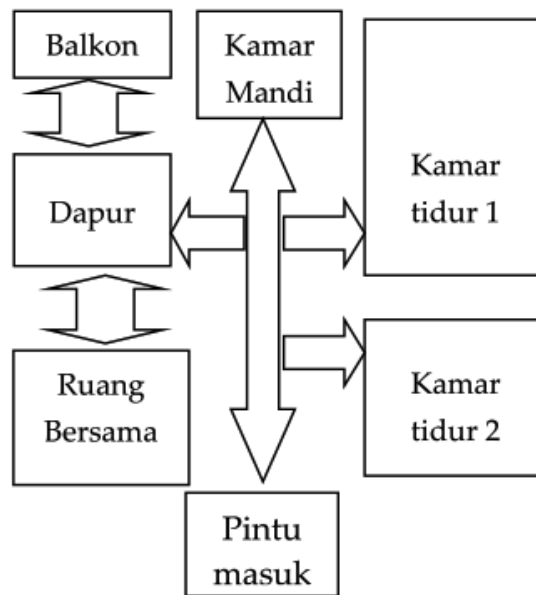 Balkon
Kamar
Mandi
Kamar
tidur 1
Dapur
Ruang
Bersama
Kamar
tidur 2
Pintu
masuk